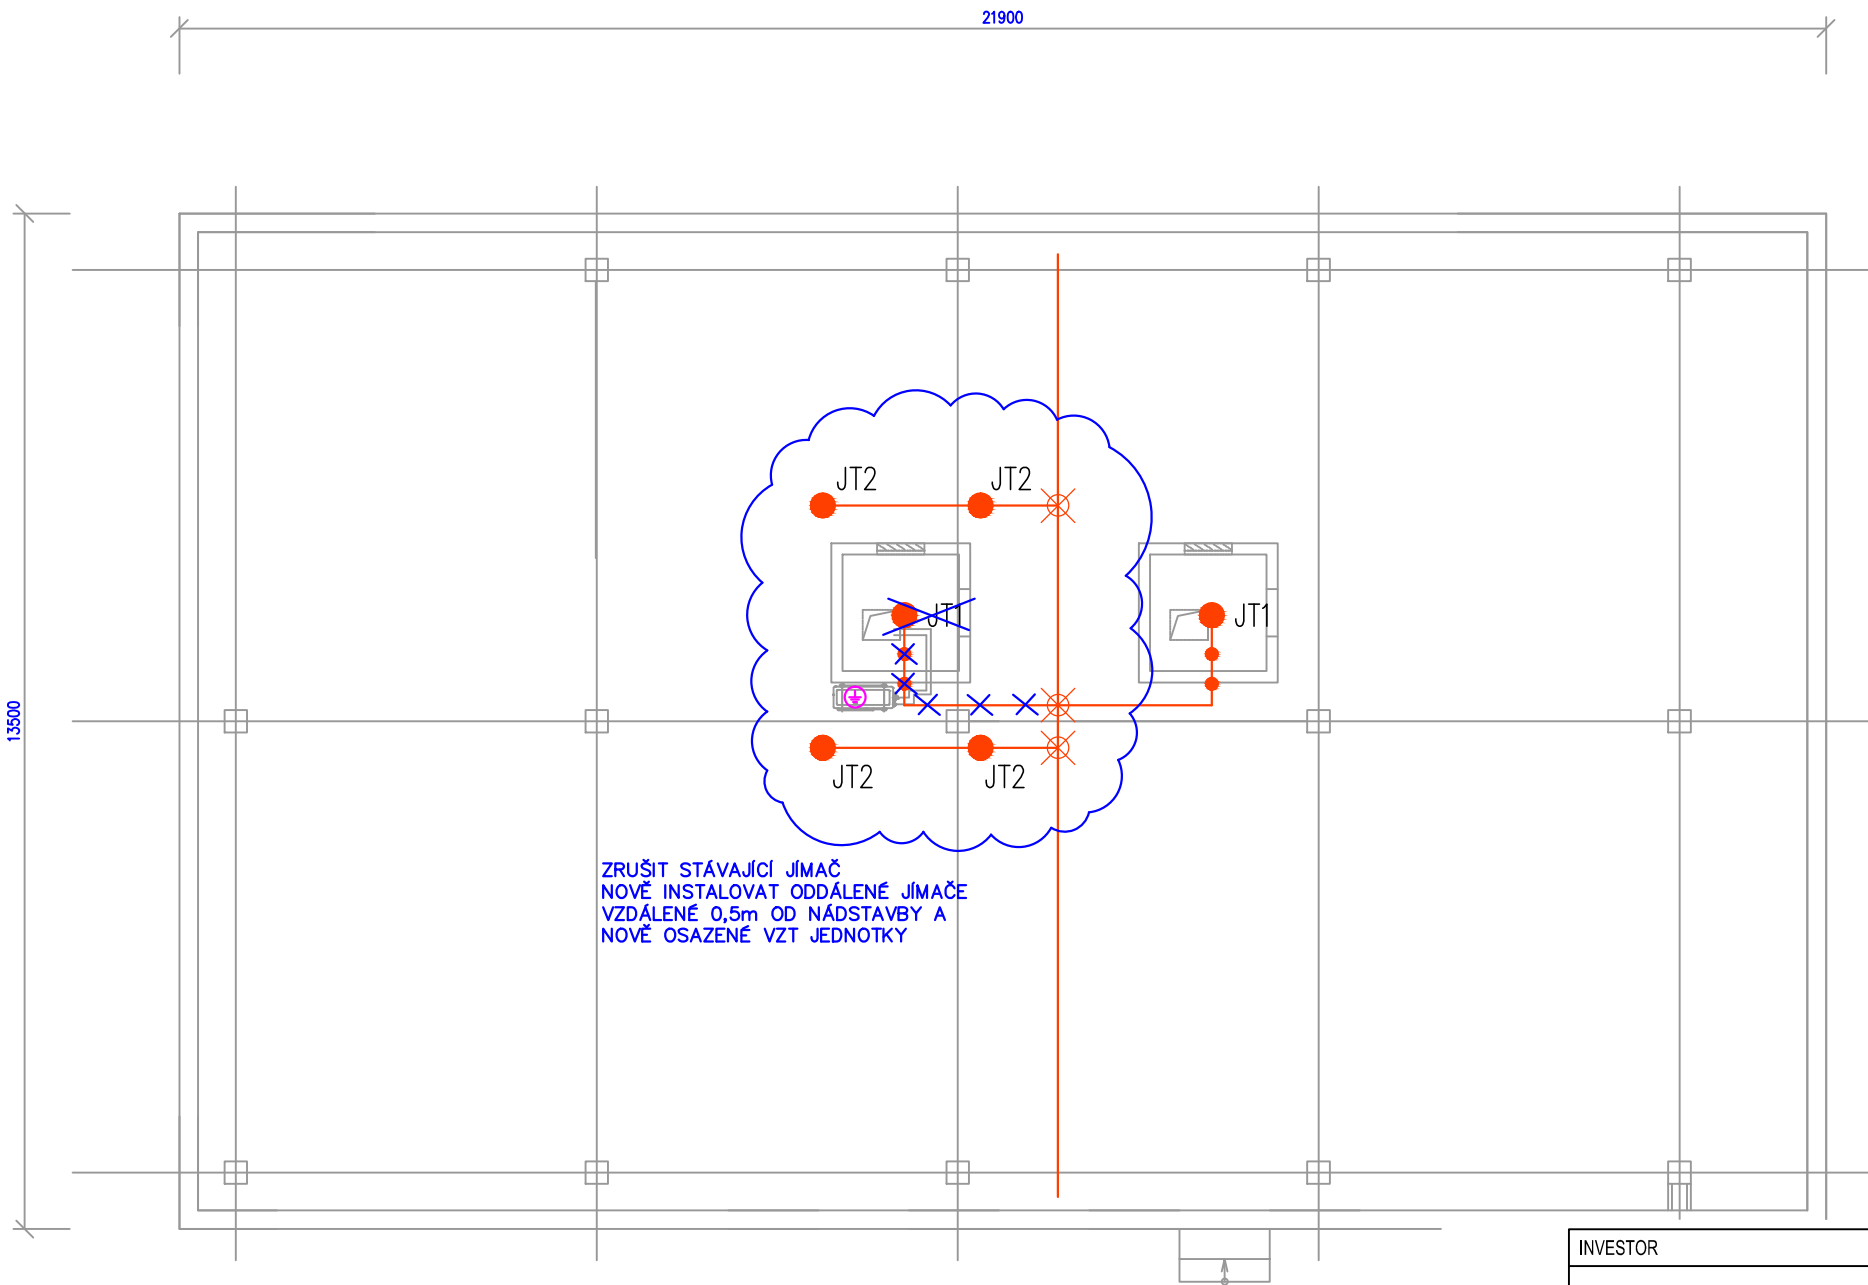 21900
13500
JT2
JT2
JT1
JT1
JT2
JT2
ZRUŠIT STÁVAJÍCÍ JÍMAČ
NOVĚ INSTALOVAT ODDÁLENÉ JÍMAČE
VZDÁLENÉ 0,5m OD NÁDSTAVBY A
NOVĚ OSAZENÉ VZT JEDNOTKY
INVESTOR